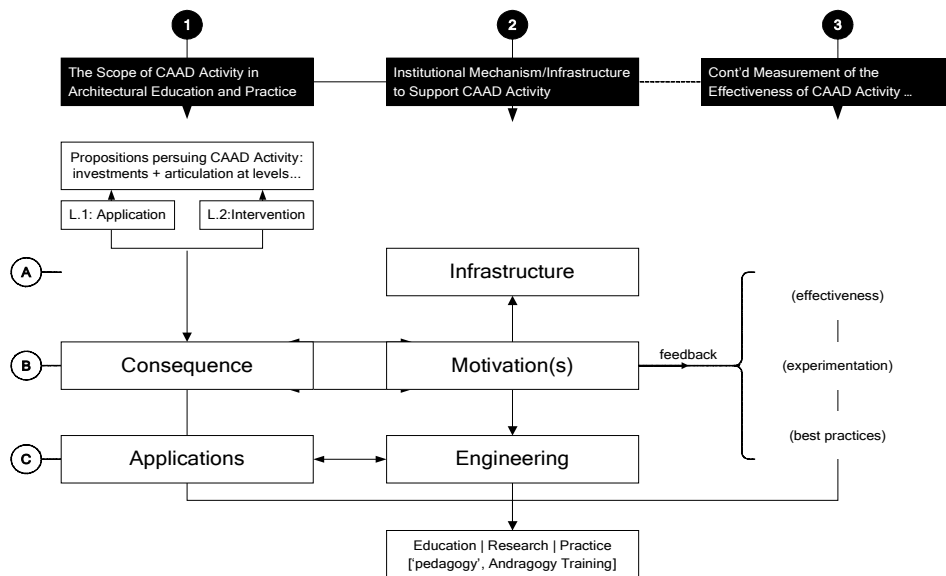 1
2
3
The Scope of CAAD Activity in
Architectural Education and Practice
Institutional Mechanism/Infrastructure
to Support CAAD Activity
Cont'd Measurement of the
Effectiveness of CAAD Activity ...
Propositions persuing CAAD Activity:
investments + articulation at levels...
L.1: Application
L.2:Intervention
A
Infrastructure
(effectiveness)
B
Consequence
Motivation(s)
feedback
(experimentation)
(best practices)
C
Applications
Engineering
Education | Research | Practice
['pedagogy', Andragogy Training]